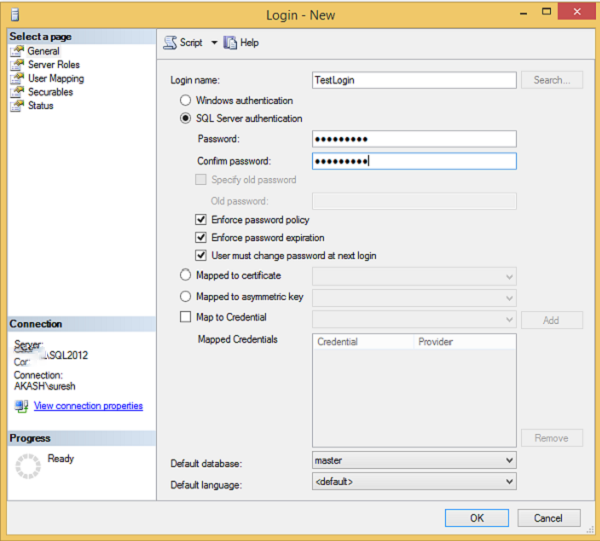 Login - New
Select a page
General
Server Roles
User Mapping
Securables
Status
Script Help
Login name: TestLogin Search...
Windows authentication
SQL Server authentication
Password: •••••••••
Confirm password: •••••••••
Specify old password
Old password:
Enforce password policy
Enforce password expiration
User must change password at next login
Mapped to certificate
Mapped to asymmetric key
Map to Credential Add
Mapped Credentials Credential Provider
Remove
Default database: master
Default language: <default>
Connection
Server:
\SQL2012
Connection:
AKASH\suresh
View connection properties
Progress
Ready
OK Cancel